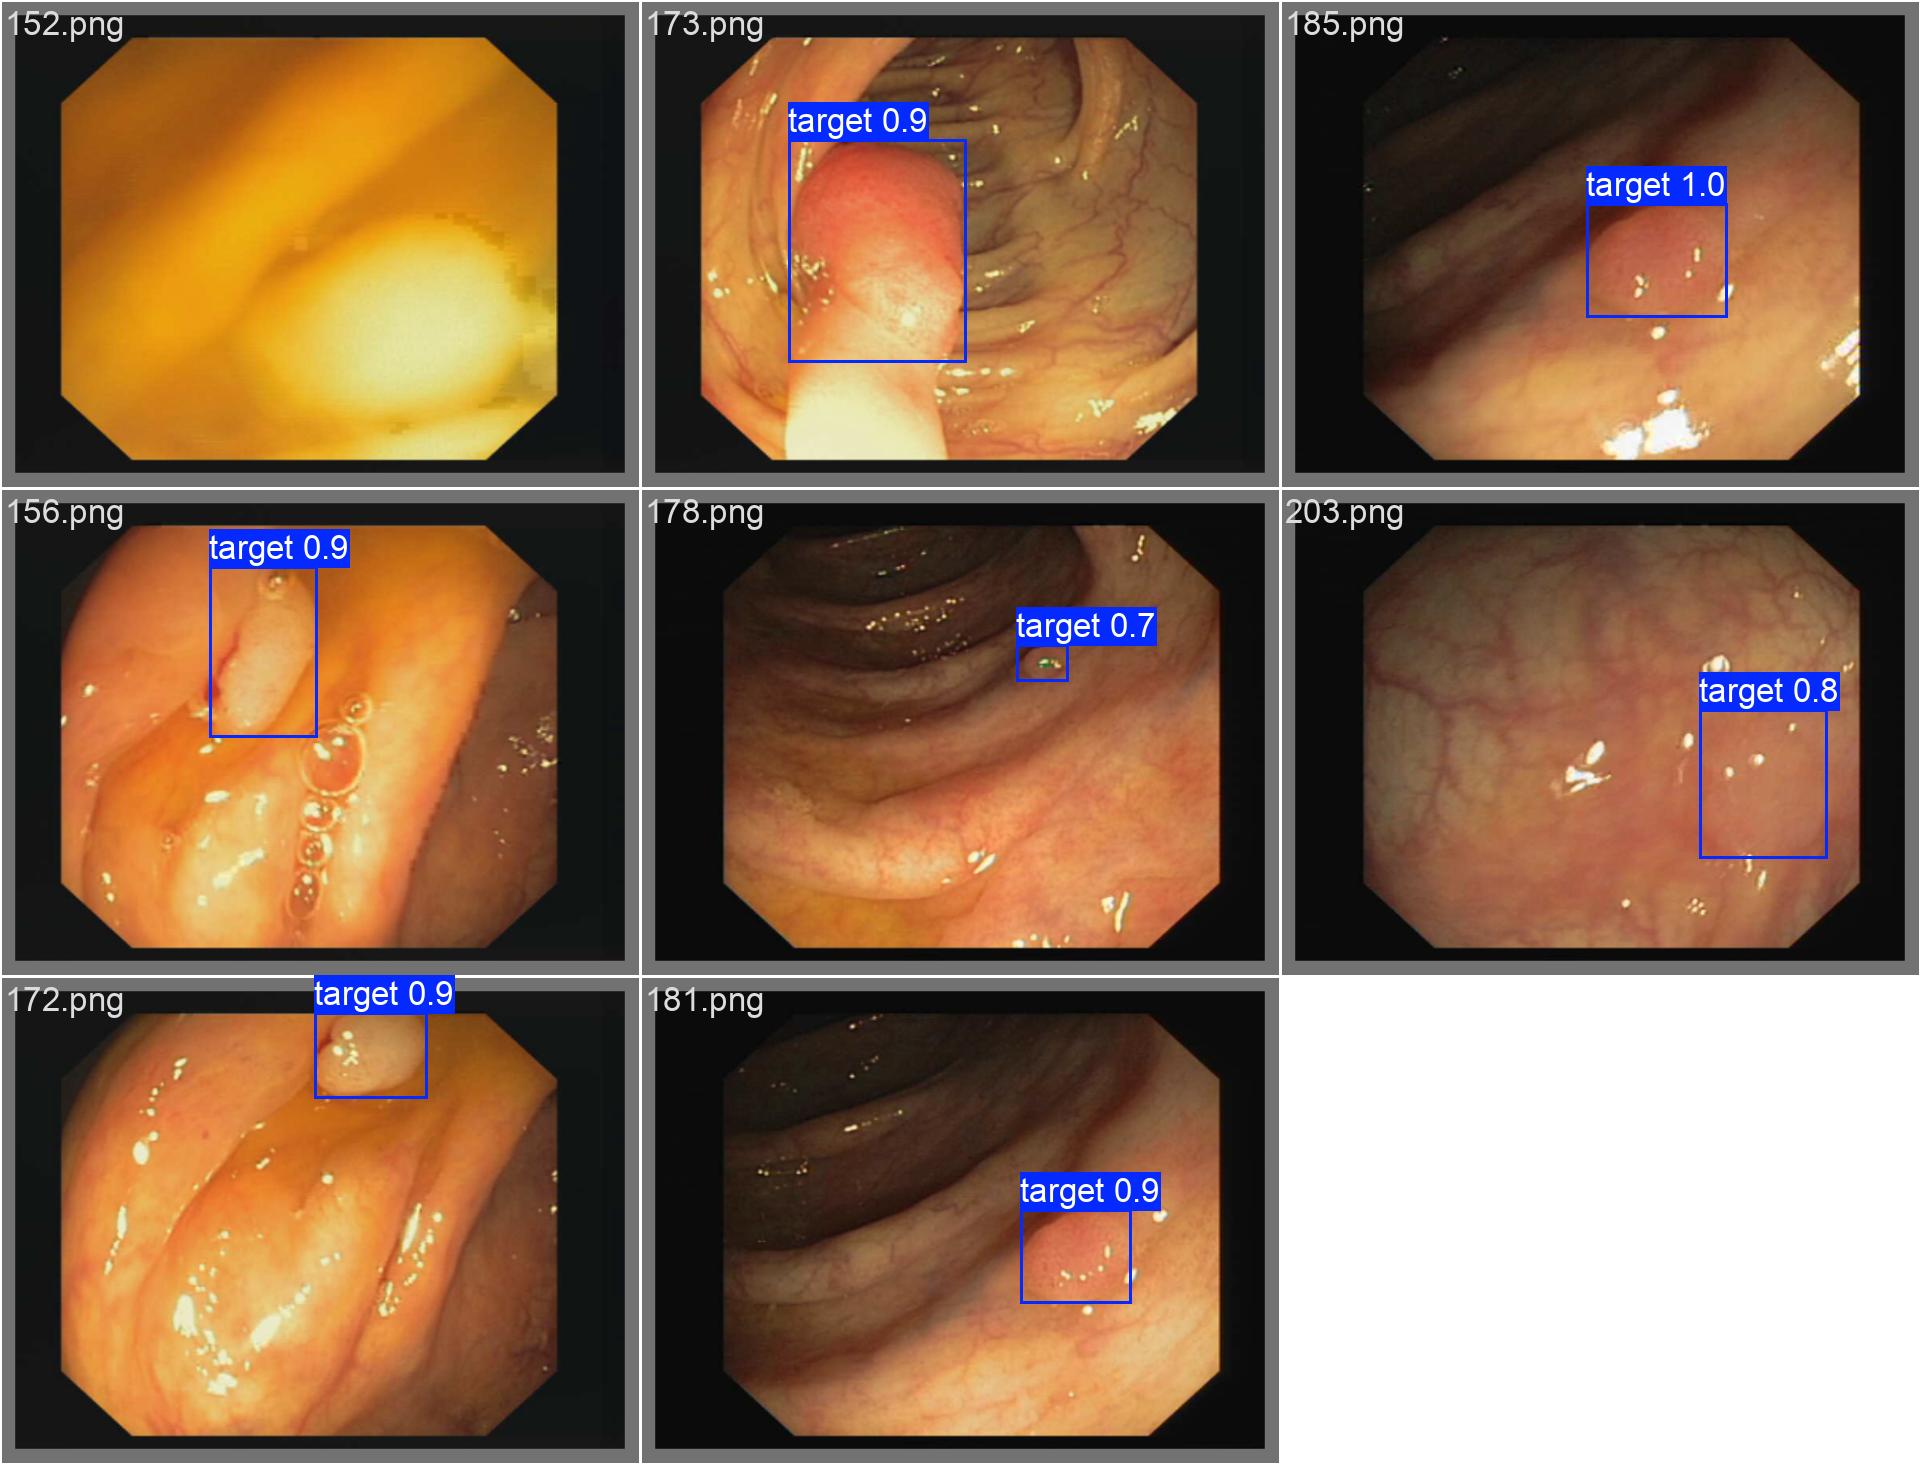 152.png
173.png
target 0.9
185.png
target 1.0
156.png
target 0.9
178.png
target 0.7
203.png
target 0.8
172.png
target 0.9
181.png
target 0.9